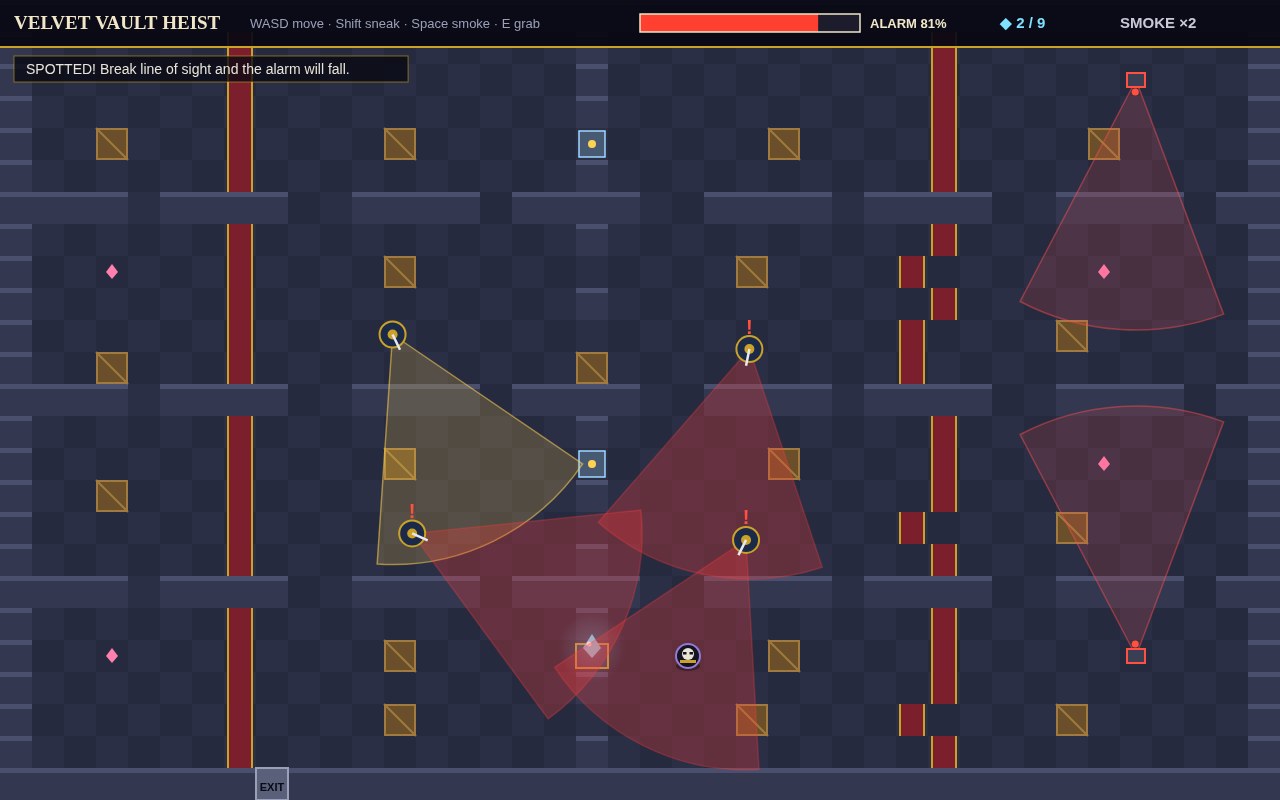 VELVET VAULT HEIST
WASD move · Shift sneak · Space smoke · E grab
ALARM 81%
◆ 2 / 9
SMOKE ×2
SPOTTED! Break line of sight and the alarm will fall.
!
!
!
EXIT